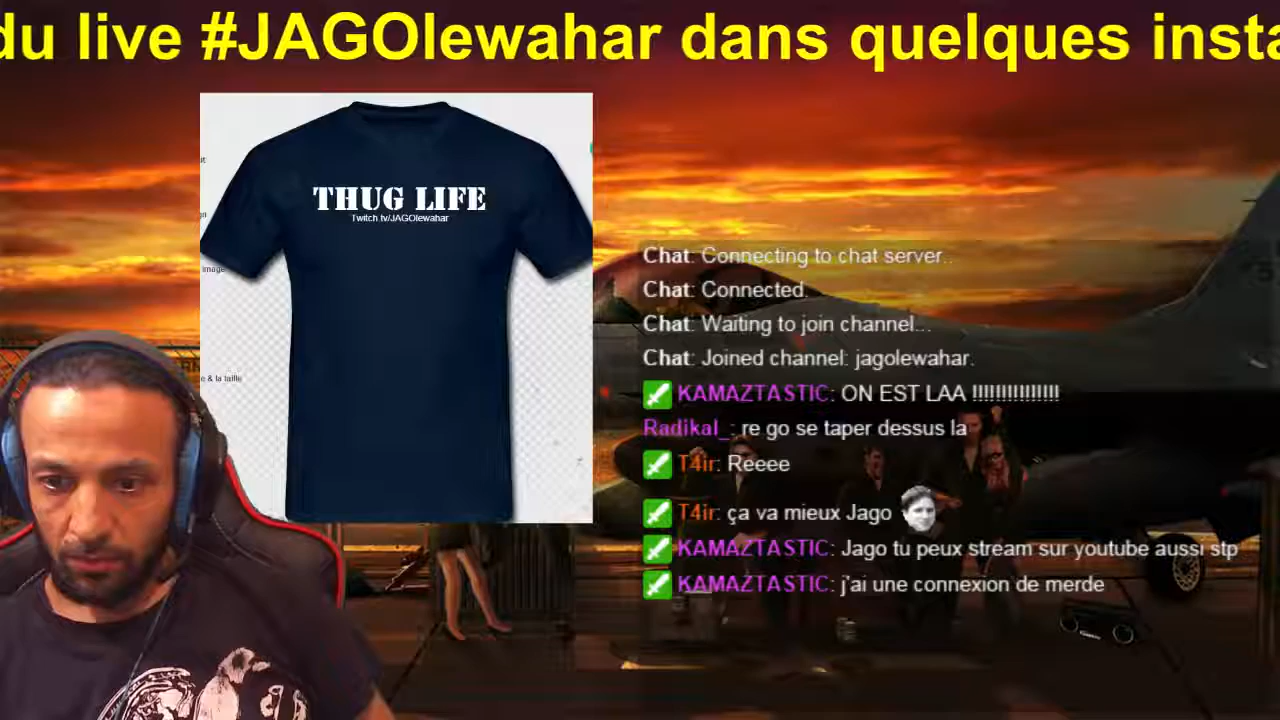 du live #JAGOlewahar dans quelques insta
THUG LIFE
Twitch.tv/JAGOlewahar
image
e & la taille
Chat: Connecting to chat server..
Chat: Connected.
Chat: Waiting to join channel...
Chat: Joined channel: jagolewahar.
KAMAZTASTIC: ON EST LAA !!!!!!!!!!!!!!!
Radikal_: re go se taper dessus la
T4ir: Reeee
T4ir: ça va mieux Jago
KAMAZTASTIC: Jago tu peux stream sur youtube aussi stp
KAMAZTASTIC: j'ai une connexion de merde